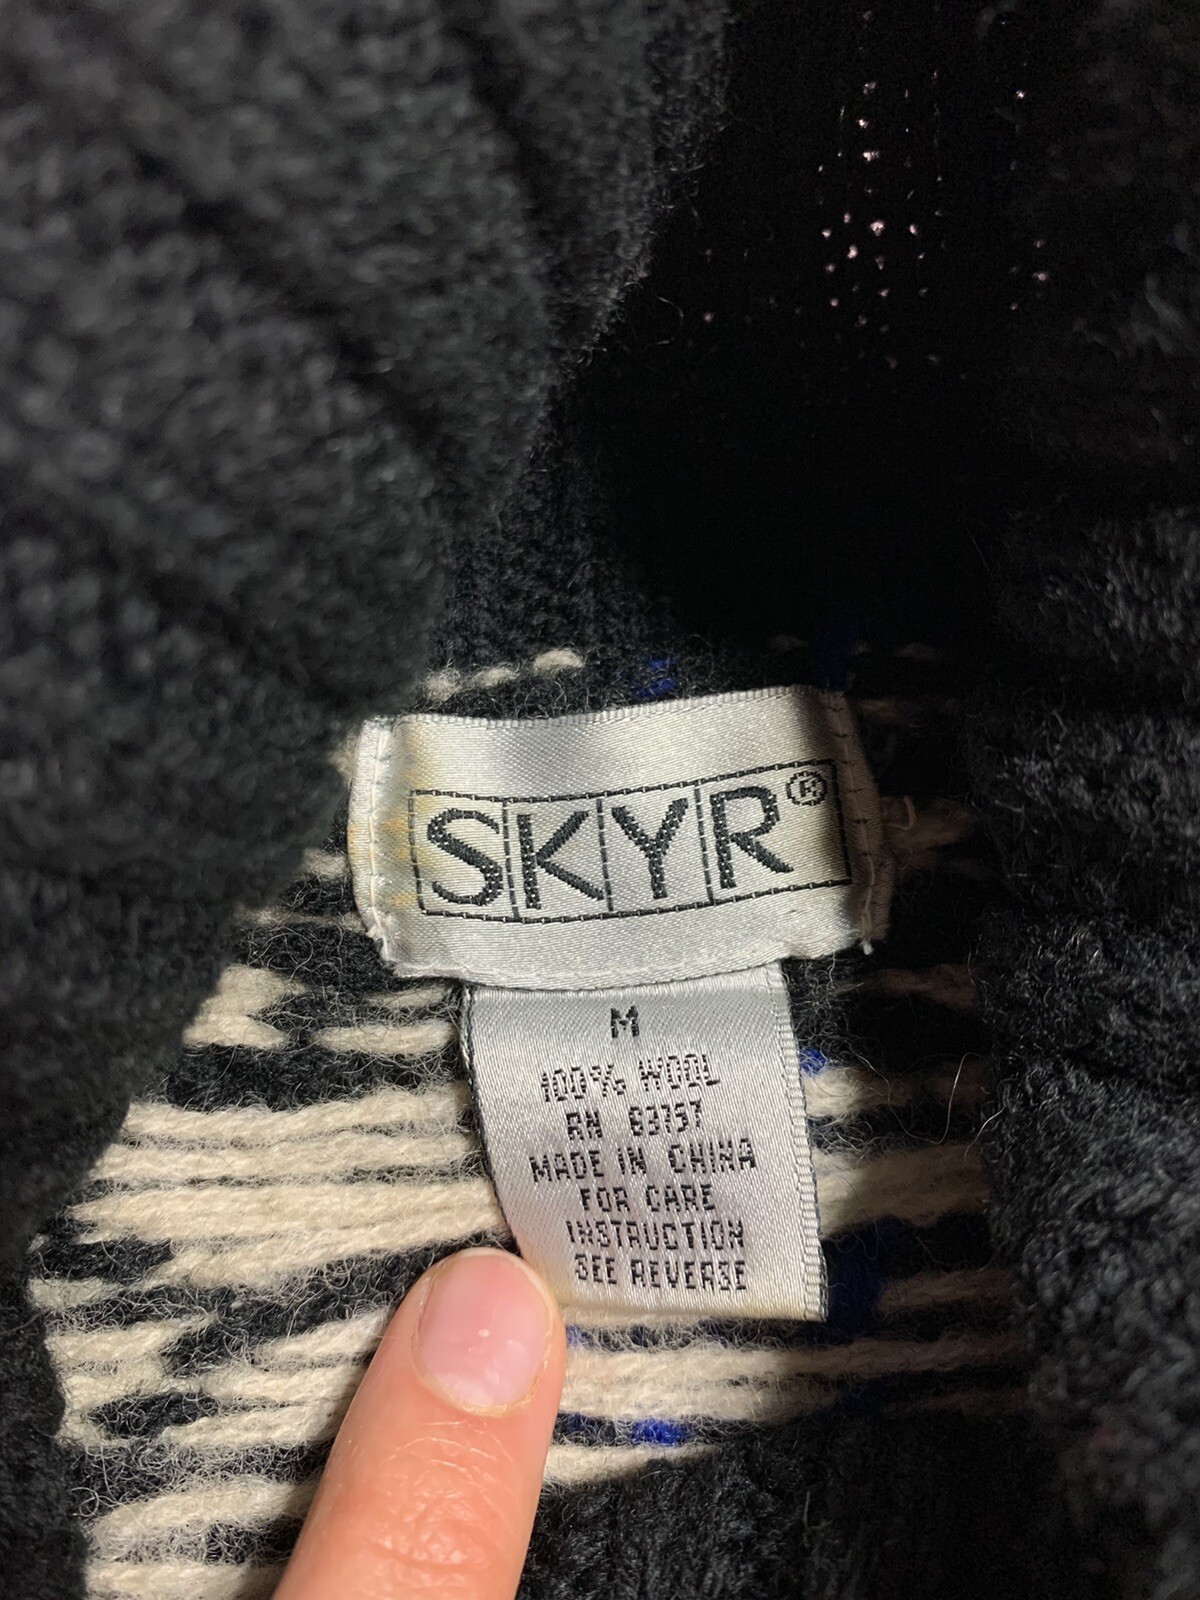 SKYR®
M
100% WOOL
RN 63757
MADE IN CHINA
FOR CARE
INSTRUCTION
SEE REVERSE